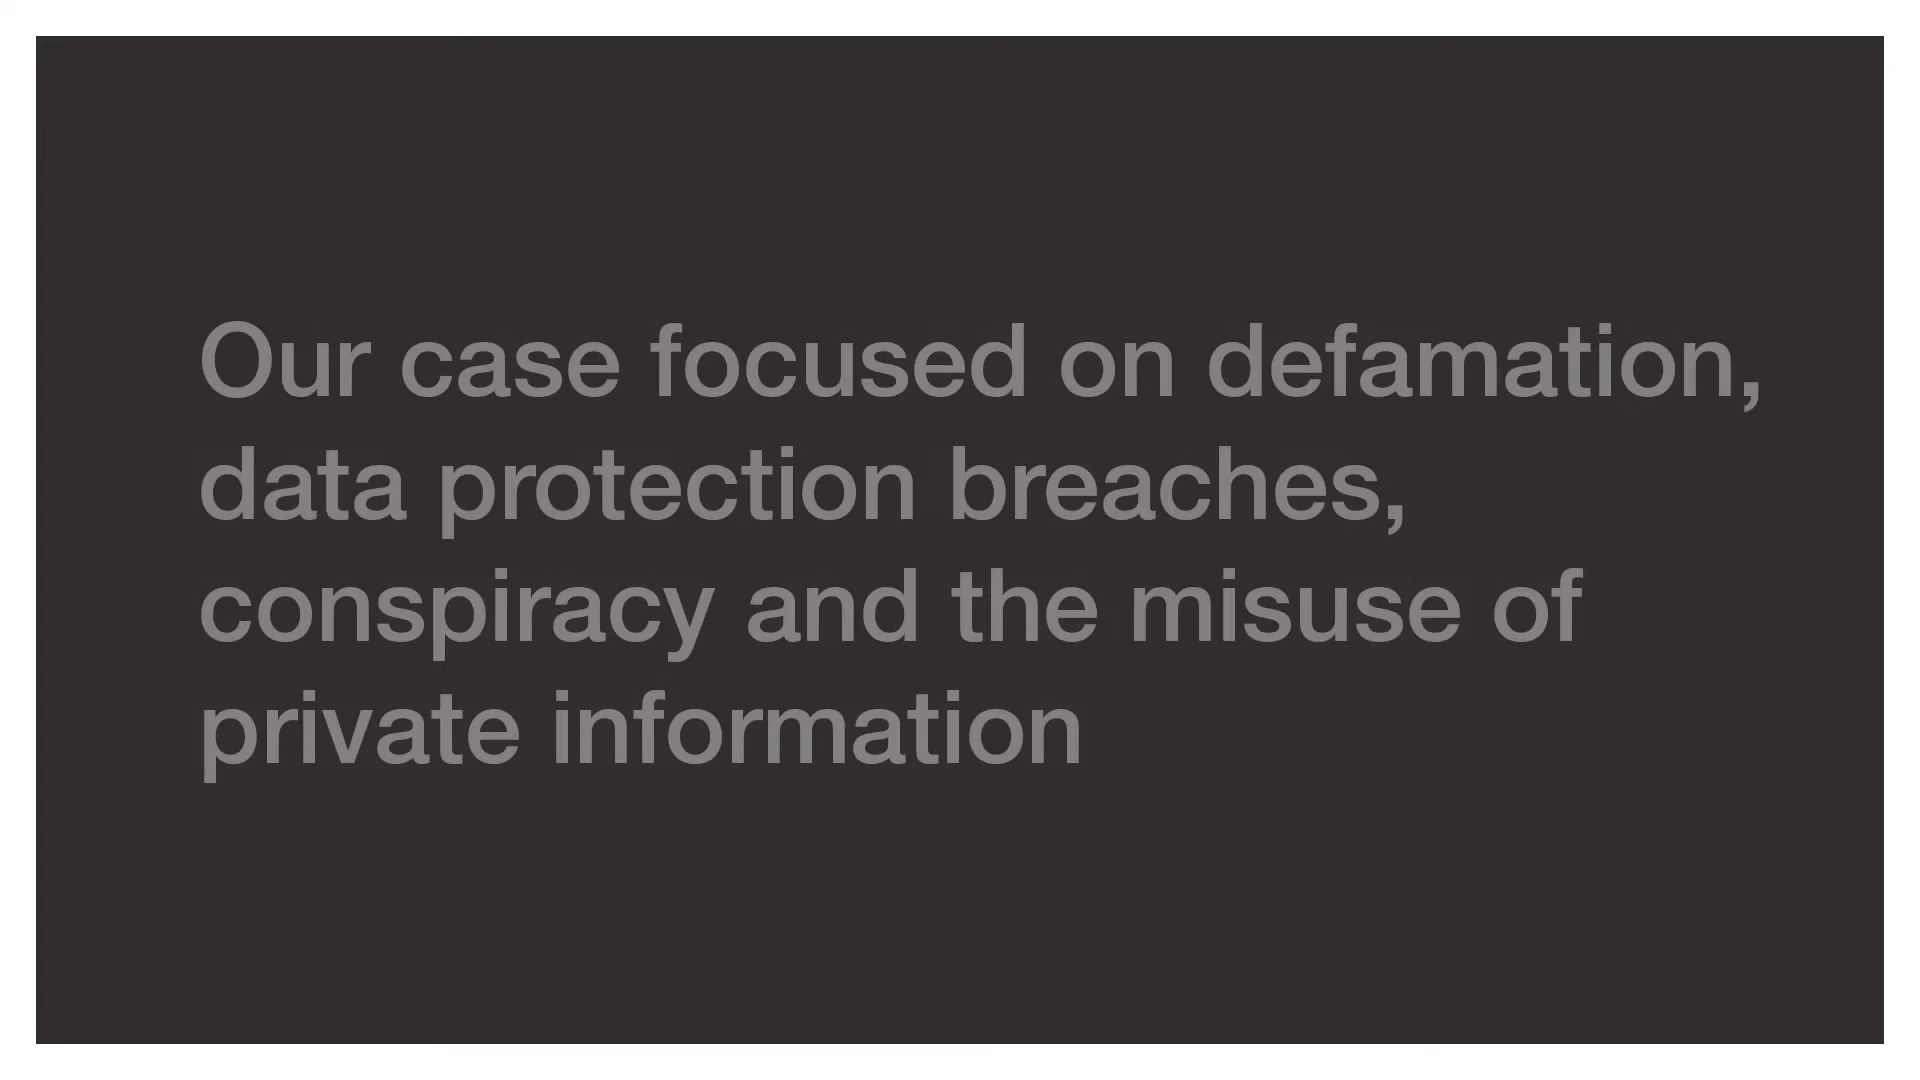 Our case focused on defamation,
data protection breaches,
conspiracy and the misuse of
private information